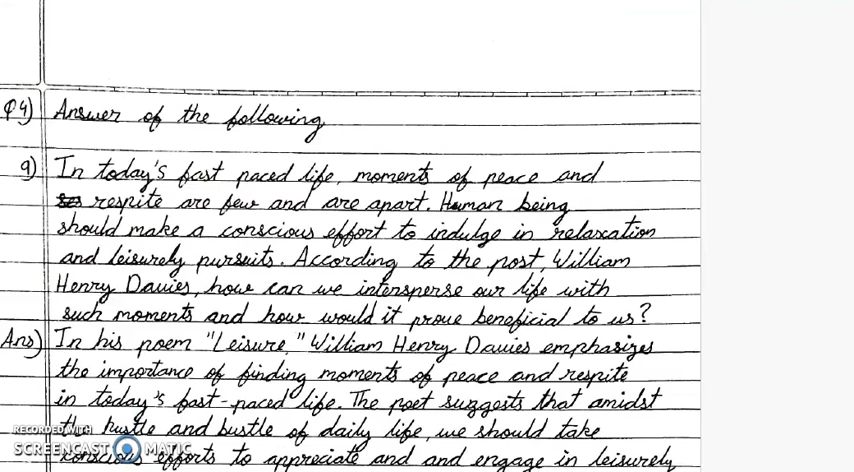 Q4) Answer of the following
9) In today's fast paced life, moments of peace and
respite are few and are apart. Human being
should make a conscious effort to indulge in relaxation
and leisurely pursuits. According to the post, William
Henry Davies, how can we intersperse our life with
such moments and how would it prove beneficial to us?
Ans) In his poem "Leisure," William Henry Davies emphasizes
the importance of finding moments of peace and respite
in today's fast-paced life. The poet suggests that amidst
the hustle and bustle of daily life, we should take
conscious efforts to appreciate and and engage in leisurely
RECORDED WITH
SCREENCAST MATIC